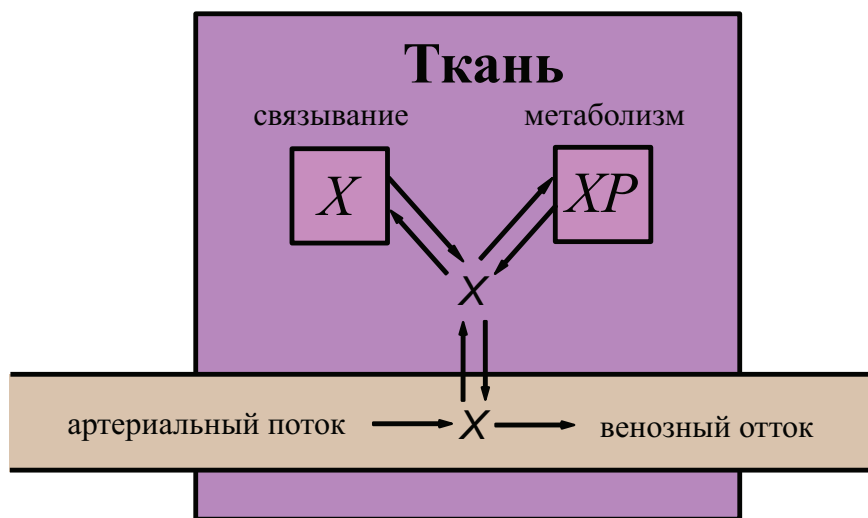 Ткань
связывание
метаболизм
X
XP
X
артериальный поток
X
венозный отток